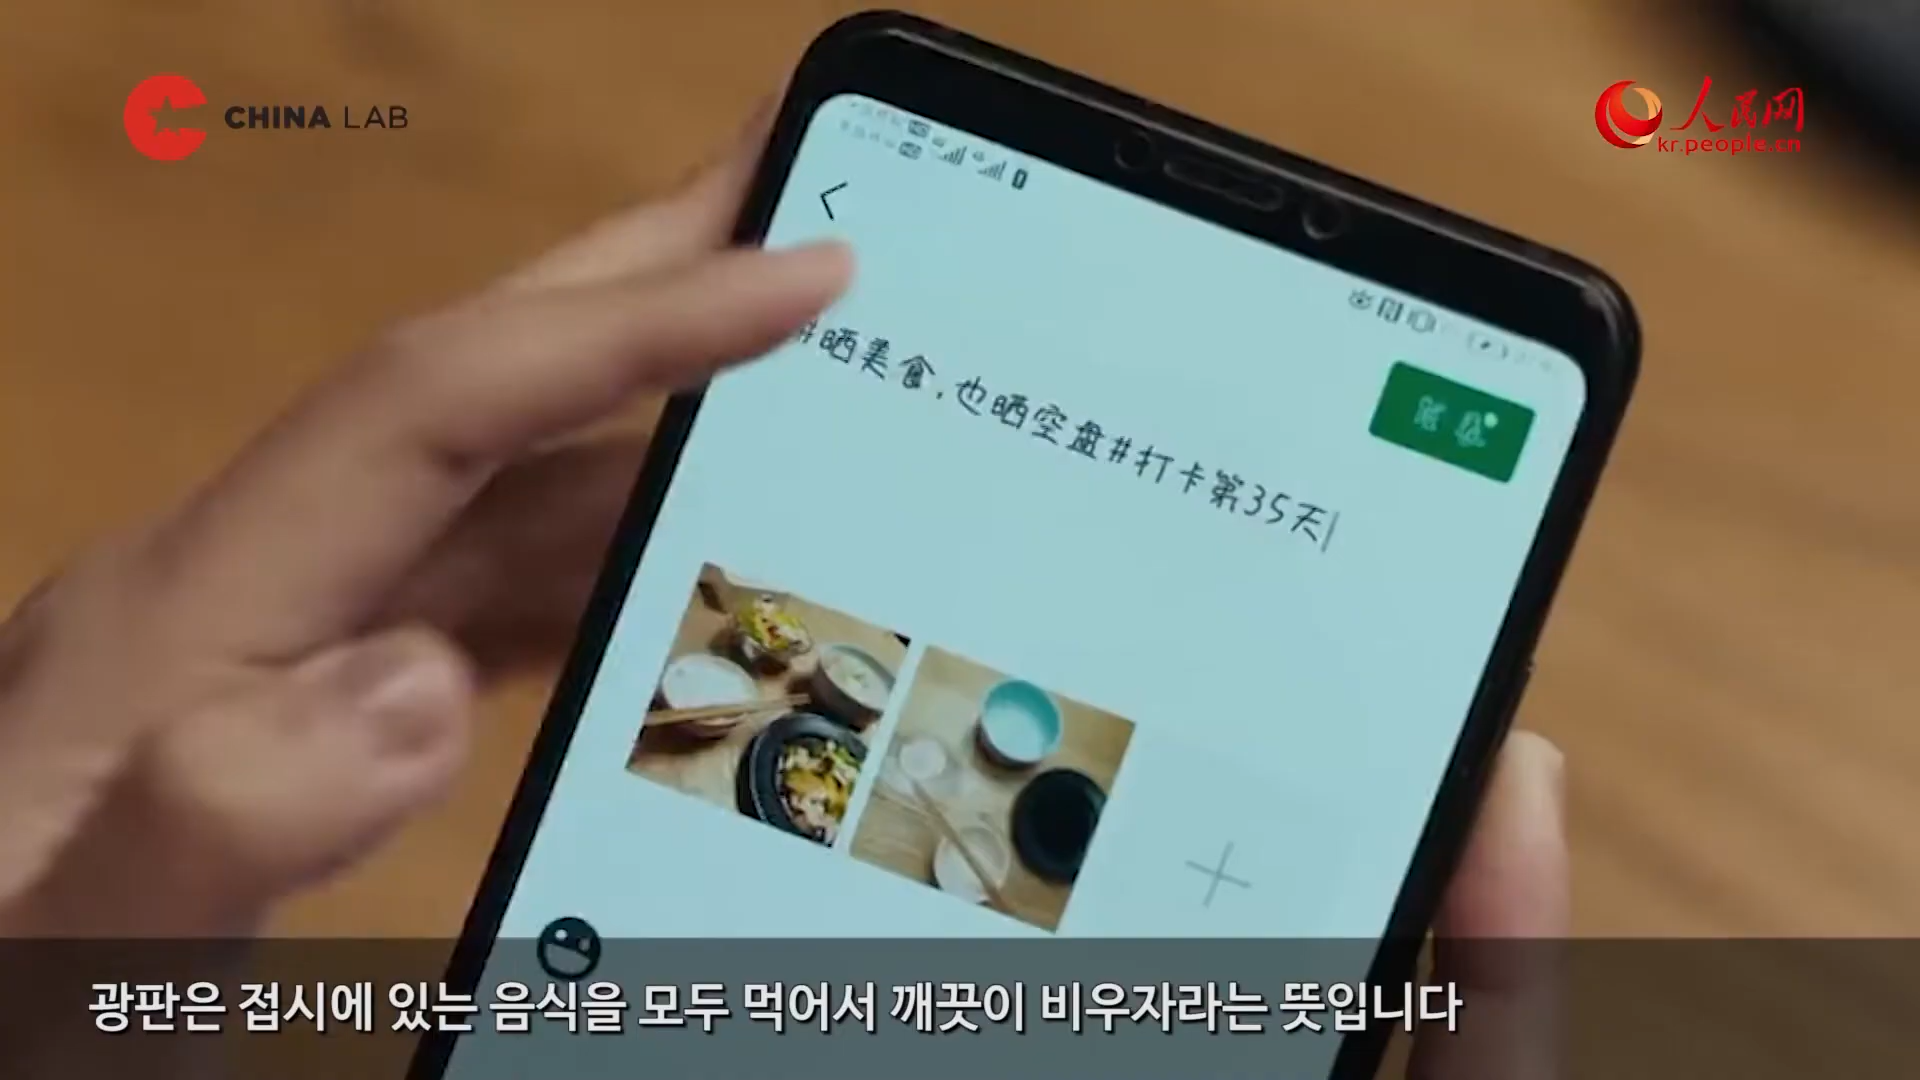 CHINA LAB
人民网
kr.people.cn
#晒美食,也晒空盘#打卡第35天
광판은 접시에 있는 음식을 모두 먹어서 깨끗이 비우자라는 뜻입니다